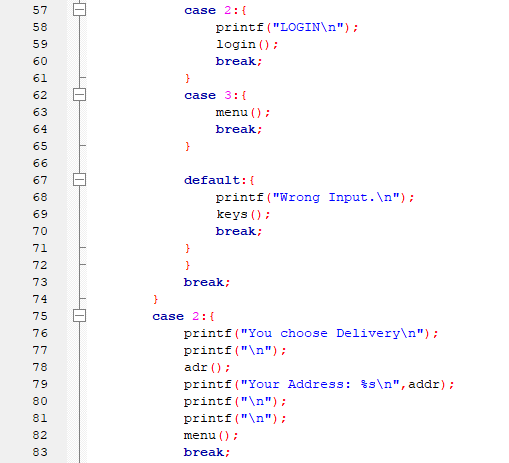 57 case 2:{
58 printf("LOGIN\n");
59 login();
60 break;
61 }
62 case 3:{
63 menu();
64 break;
65 }
66
67 default:{
68 printf("Wrong Input.\n");
69 keys();
70 break;
71 }
72 }
73 break;
74 }
75 case 2:{
76 printf("You choose Delivery\n");
77 printf("\n");
78 adr();
79 printf("Your Address: %s\n",addr);
80 printf("\n");
81 printf("\n");
82 menu();
83 break;